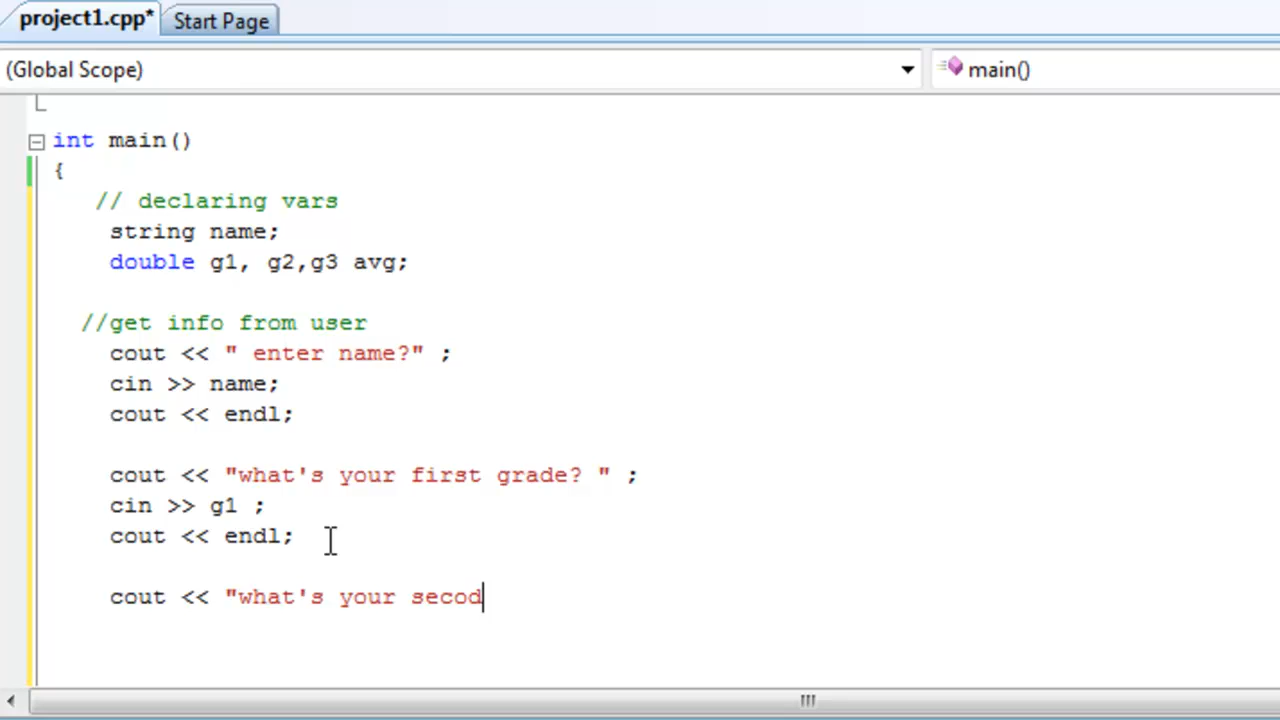 project1.cpp* Start Page
(Global Scope) main()
int main()
{
// declaring vars
string name;
double g1, g2,g3 avg;
//get info from user
cout << " enter name?" ;
cin >> name;
cout << endl;
cout << "what's your first grade? " ;
cin >> g1 ;
cout << endl;
cout << "what's your secod